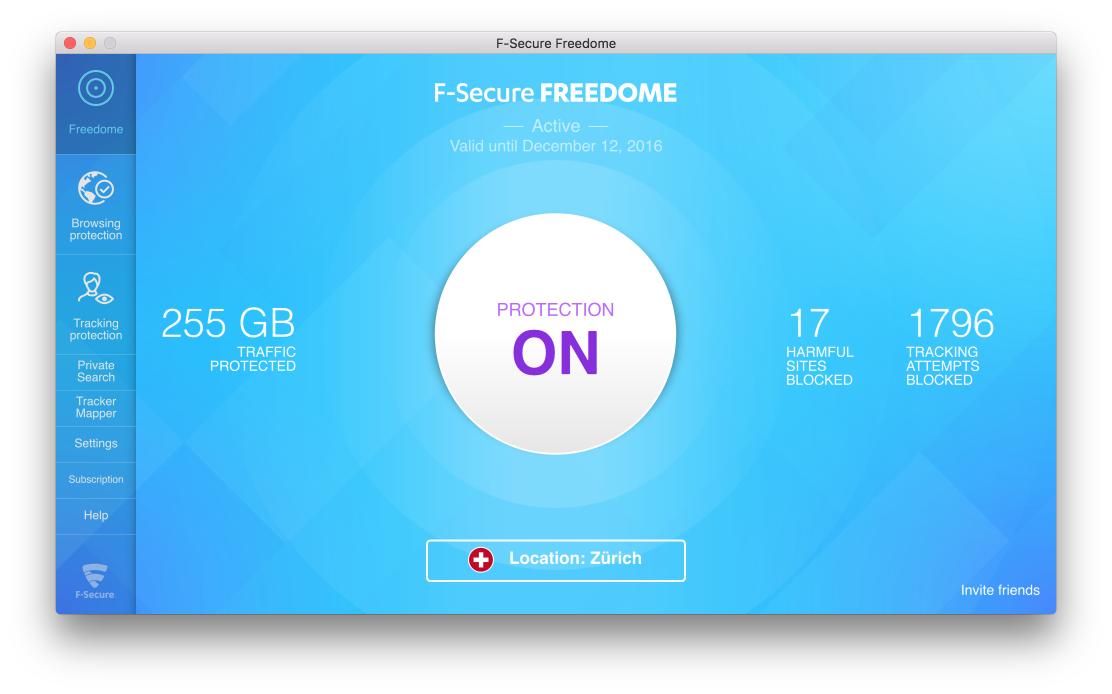 F-Secure Freedome
Freedome
Browsing
protection
Tracking
protection
Private
Search
Tracker
Mapper
Settings
Subscription
Help
F-Secure
F-Secure FREEDOME
Active
Valid until December 12, 2016
255 GB
TRAFFIC
PROTECTED
PROTECTION
ON
17
HARMFUL
SITES
BLOCKED
1796
TRACKING
ATTEMPTS
BLOCKED
Location: Zürich
Invite friends